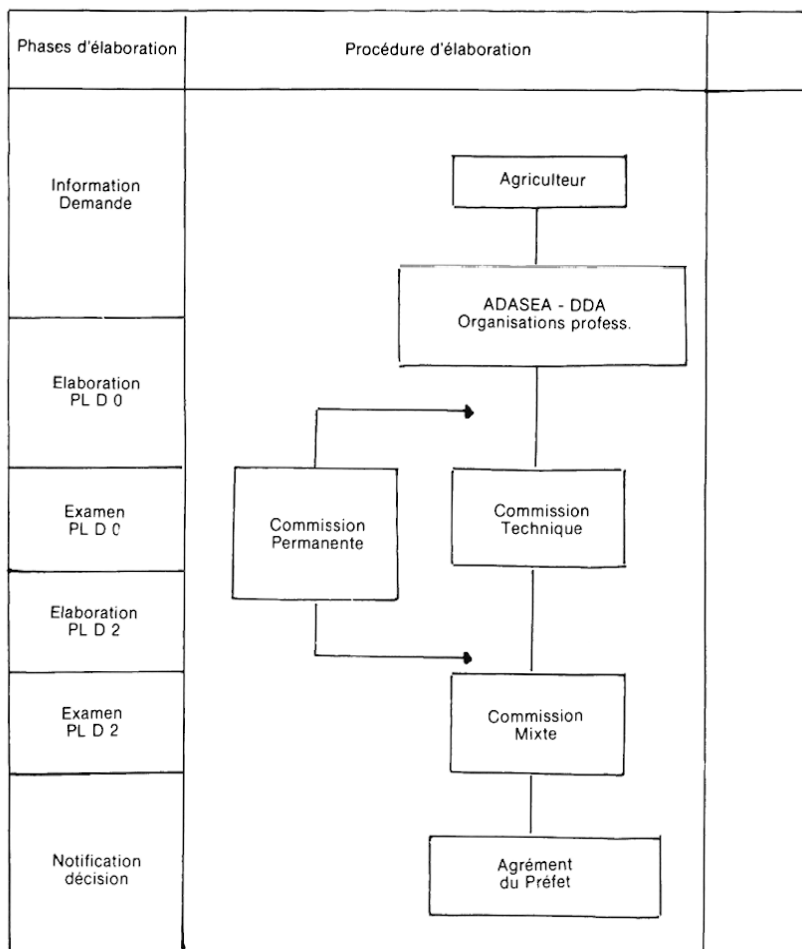 Phases d'élaboration
Procédure d'élaboration
Information
Demande
Agriculteur
ADASEA - DDA
Organisations profess.
Elaboration
PL D 0
Examen
PL D 0
Commission
Permanente
Commission
Technique
Elaboration
PL D 2
Examen
PL D 2
Commission
Mixte
Notification
décision
Agrément
du Préfet